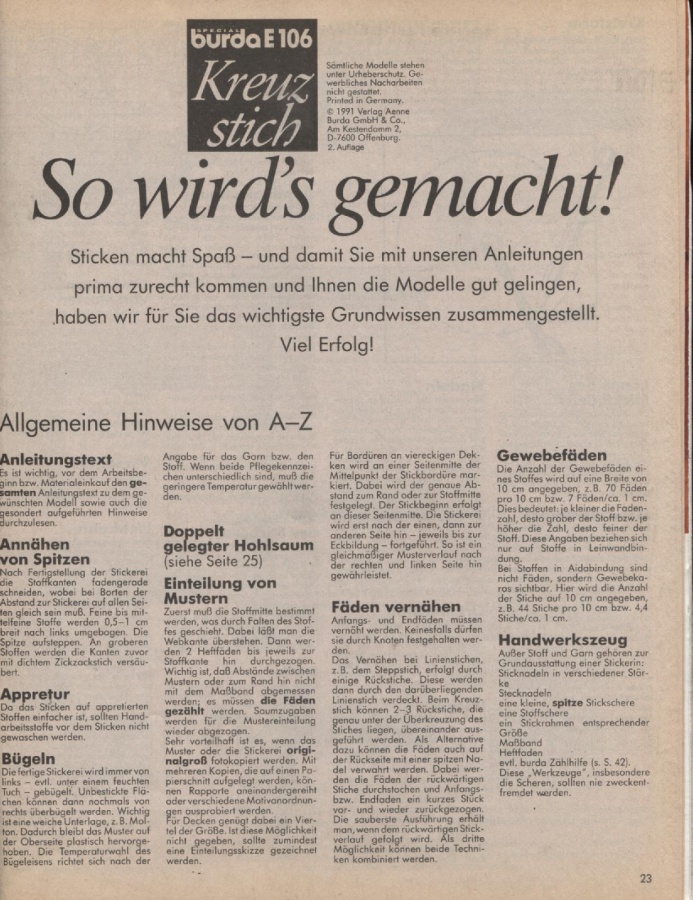 SPECIAL
burda E 106
Kreuz
stich
Sämtliche Modelle stehen
unter Urheberschutz. Ge-
werbliches Nacharbeiten
nicht gestattet.
Printed in Germany.
© 1991 Verlag Aenne
Burda GmbH & Co.,
Am Kestendamm 2,
D-7600 Offenburg.
2. Auflage
So wird's gemacht!
Sticken macht Spaß – und damit Sie mit unseren Anleitungen
prima zurecht kommen und Ihnen die Modelle gut gelingen,
haben wir für Sie das wichtigste Grundwissen zusammengestellt.
Viel Erfolg!
Allgemeine Hinweise von A–Z
Anleitungstext
Es ist wichtig, vor dem Arbeitsbe-
ginn bzw. Materialeinkauf den ge-
samten Anleitungstext zu dem ge-
wünschten Modell sowie auch die
gesondert aufgeführten Hinweise
durchzulesen.
Annähen
von Spitzen
Nach Fertigstellung der Stickerei
die Stoffkanten fadengerade
schneiden, wobei bei Borten der
Abstand zur Stickerei auf allen Sei-
ten gleich sein muß. Feine bis mit-
telfeine Stoffe werden 0,5–1 cm
breit nach links umgebogen. Die
Spitze aufsteppen. An groberen
Stoffen werden die Kanten zuvor
mit dichtem Zickzackstich versäu-
bert.
Appretur
Da das Sticken auf appretierten
Stoffen einfacher ist, sollten Hand-
arbeitsstoffe vor dem Sticken nicht
gewaschen werden.
Bügeln
Die fertige Stickerei wird immer von
links – evtl. unter einem feuchten
Tuch – gebügelt. Unbestickte Flä-
chen können dann nochmals von
rechts überbügelt werden. Wichtig
ist eine weiche Unterlage, z. B. Mol-
ton. Dadurch bleibt das Muster auf
der Oberseite plastisch hervorge-
hoben. Die Temperaturwahl des
Bügeleisens richtet sich nach der
Angabe für das Garn bzw. den
Stoff. Wenn beide Pflegekennzei-
chen unterschiedlich sind, muß die
geringere Temperatur gewählt wer-
den.
Doppelt
gelegter Hohlsaum
(siehe Seite 25)
Einteilung von
Mustern
Zuerst muß die Stoffmitte bestimmt
werden, was durch Falten des Stof-
fes geschieht. Dabei läßt man die
Webkante überstehen. Dann wer-
den 2 Heftfäden bis jeweils zur
Stoffkante hin durchgezogen.
Wichtig ist, daß Abstände zwischen
Mustern oder zum Rand hin nicht
mit dem Maßband abgemessen
werden; es müssen die Fäden
gezählt werden. Saumzugaben
werden für die Mustereinteilung
wieder abgezogen.
Sehr vorteilhaft ist es, wenn das
Muster oder die Stickerei origi-
nalgroß fotokopiert werden. Mit
mehreren Kopien, die auf einen Pa-
pierschnitt aufgelegt werden, kön-
nen Rapporte aneinandergereiht
oder verschiedene Motivanordnun-
gen ausprobiert werden.
Für Decken genügt dabei ein Vier-
tel der Größe. Ist diese Möglichkeit
nicht gegeben, sollte zumindest
eine Einteilungsskizze gezeichnet
werden.
Für Bordüren an viereckigen Dek-
ken wird an einer Seitenmitte der
Mittelpunkt der Stickbordüre mar-
kiert. Dabei wird der genaue Ab-
stand zum Rand oder zur Stoffmitte
festgelegt. Der Stickbeginn erfolgt
an dieser Seitenmitte. Die Stickerei
wird erst nach der einen, dann zur
anderen Seite hin – jeweils bis zur
Eckbildung – fortgeführt. So ist ein
gleichmäßiger Musterverlauf nach
der rechten und linken Seite hin
gewährleistet.
Fäden vernähen
Anfangs- und Endfäden müssen
vernäht werden. Keinesfalls dürfen
sie durch Knoten festgehalten wer-
den.
Das Vernähen bei Linienstichen,
z. B. dem Steppstich, erfolgt durch
einige Rückstiche. Diese werden
dann durch den darüberliegenden
Linienstich verdeckt. Beim Kreuz-
stich können 2–3 Rückstiche, die
genau unter der Überkreuzung des
Stiches liegen, übereinander aus-
geführt werden. Als Alternative
dazu können die Fäden auch auf
der Rückseite mit einer spitzen Na-
del verwahrt werden. Dabei wer-
den die Fäden der rückwärtigen
Stiche durchstochen und Anfangs-
bzw. Endfaden ein kurzes Stück
vor- und wieder zurückgezogen.
Die sauberste Ausführung erhält
man, wenn dem rückwärtigen Stick-
verlauf gefolgt wird. Als dritte
Möglichkeit können beide Techni-
ken kombiniert werden.
Gewebefäden
Die Anzahl der Gewebefäden ei-
nes Stoffes wird auf eine Breite von
10 cm angegeben, z.B. 70 Fäden
pro 10 cm bzw. 7 Fäden/ca. 1 cm.
Dies bedeutet: je kleiner die Faden-
zahl, desto grober der Stoff bzw. je
höher die Zahl, desto feiner der
Stoff. Diese Angaben beziehen sich
nur auf Stoffe in Leinwandbin-
dung.
Bei Stoffen in Aidabindung sind
nicht Fäden, sondern Gewebeka-
ros sichtbar. Hier wird die Anzahl
der Stiche auf 10 cm angegeben,
z.B. 44 Stiche pro 10 cm bzw. 4,4
Stiche/ca. 1 cm.
Handwerkszeug
Außer Stoff und Garn gehören zur
Grundausstattung einer Stickerin:
Sticknadeln in verschiedener Stär-
ke
Stecknadeln
eine kleine, spitze Stickschere
eine Stoffschere
ein Stickrahmen entsprechender
Größe
Maßband
Heftfaden
evtl. burda Zählhilfe (s. S. 42).
Diese „Werkzeuge", insbesondere
die Scheren, sollten nie zweckent-
fremdet werden.
23